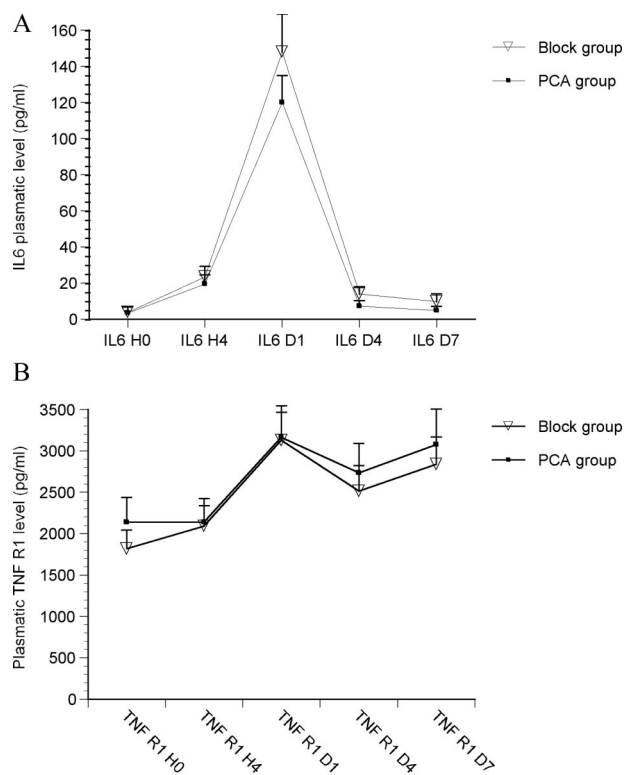 A
160
140
120
100
80
60
40
20
0
IL6 plasmatic level (pg/ml)
IL6 H0 IL6 H4 IL6 D1 IL6 D4 IL6 D7
Block group
PCA group
B
3500
3000
2500
2000
1500
1000
500
0
Plasmatic TNF R1 level (pg/ml)
TNF R1 H0
TNF R1 H4
TNF R1 D1
TNF R1 D4
TNF R1 D7
Block group
PCA group